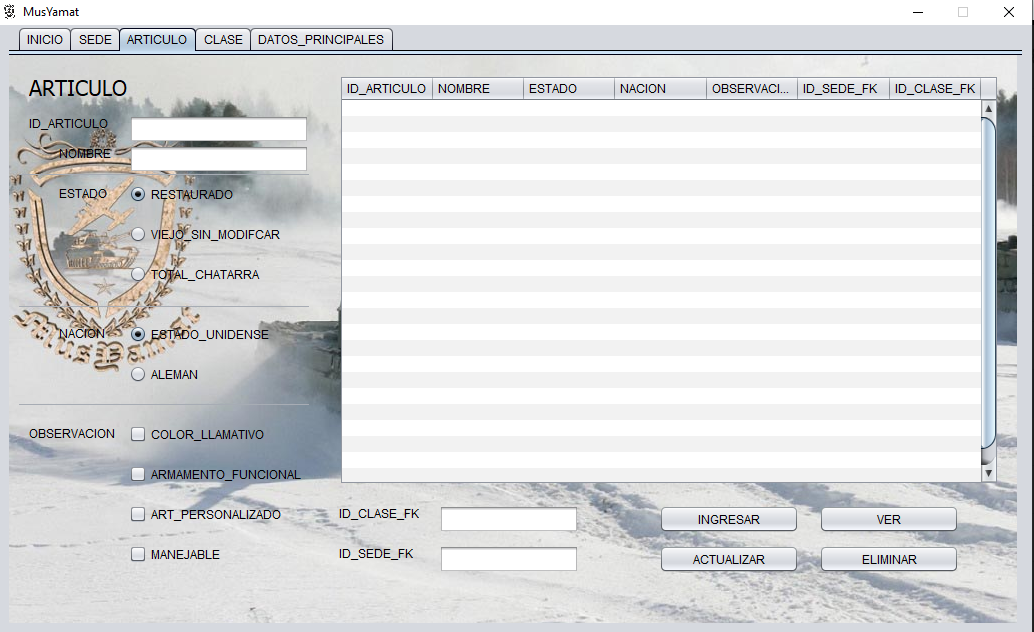 MusYamat
INICIO SEDE ARTICULO CLASE DATOS_PRINCIPALES
ARTICULO
ID_ARTICULO NOMBRE ESTADO NACION OBSERVACI... ID_SEDE_FK ID_CLASE_FK
ID_ARTICULO
NOMBRE
ESTADO RESTAURADO
VIEJO_SIN_MODIFCAR
TOTAL_CHATARRA
NACION ESTADO_UNIDENSE
MusYamat
ALEMAN
OBSERVACION COLOR_LLAMATIVO
ARMAMENTO_FUNCIONAL
ART_PERSONALIZADO
MANEJABLE
ID_CLASE_FK
ID_SEDE_FK
INGRESAR VER
ACTUALIZAR ELIMINAR